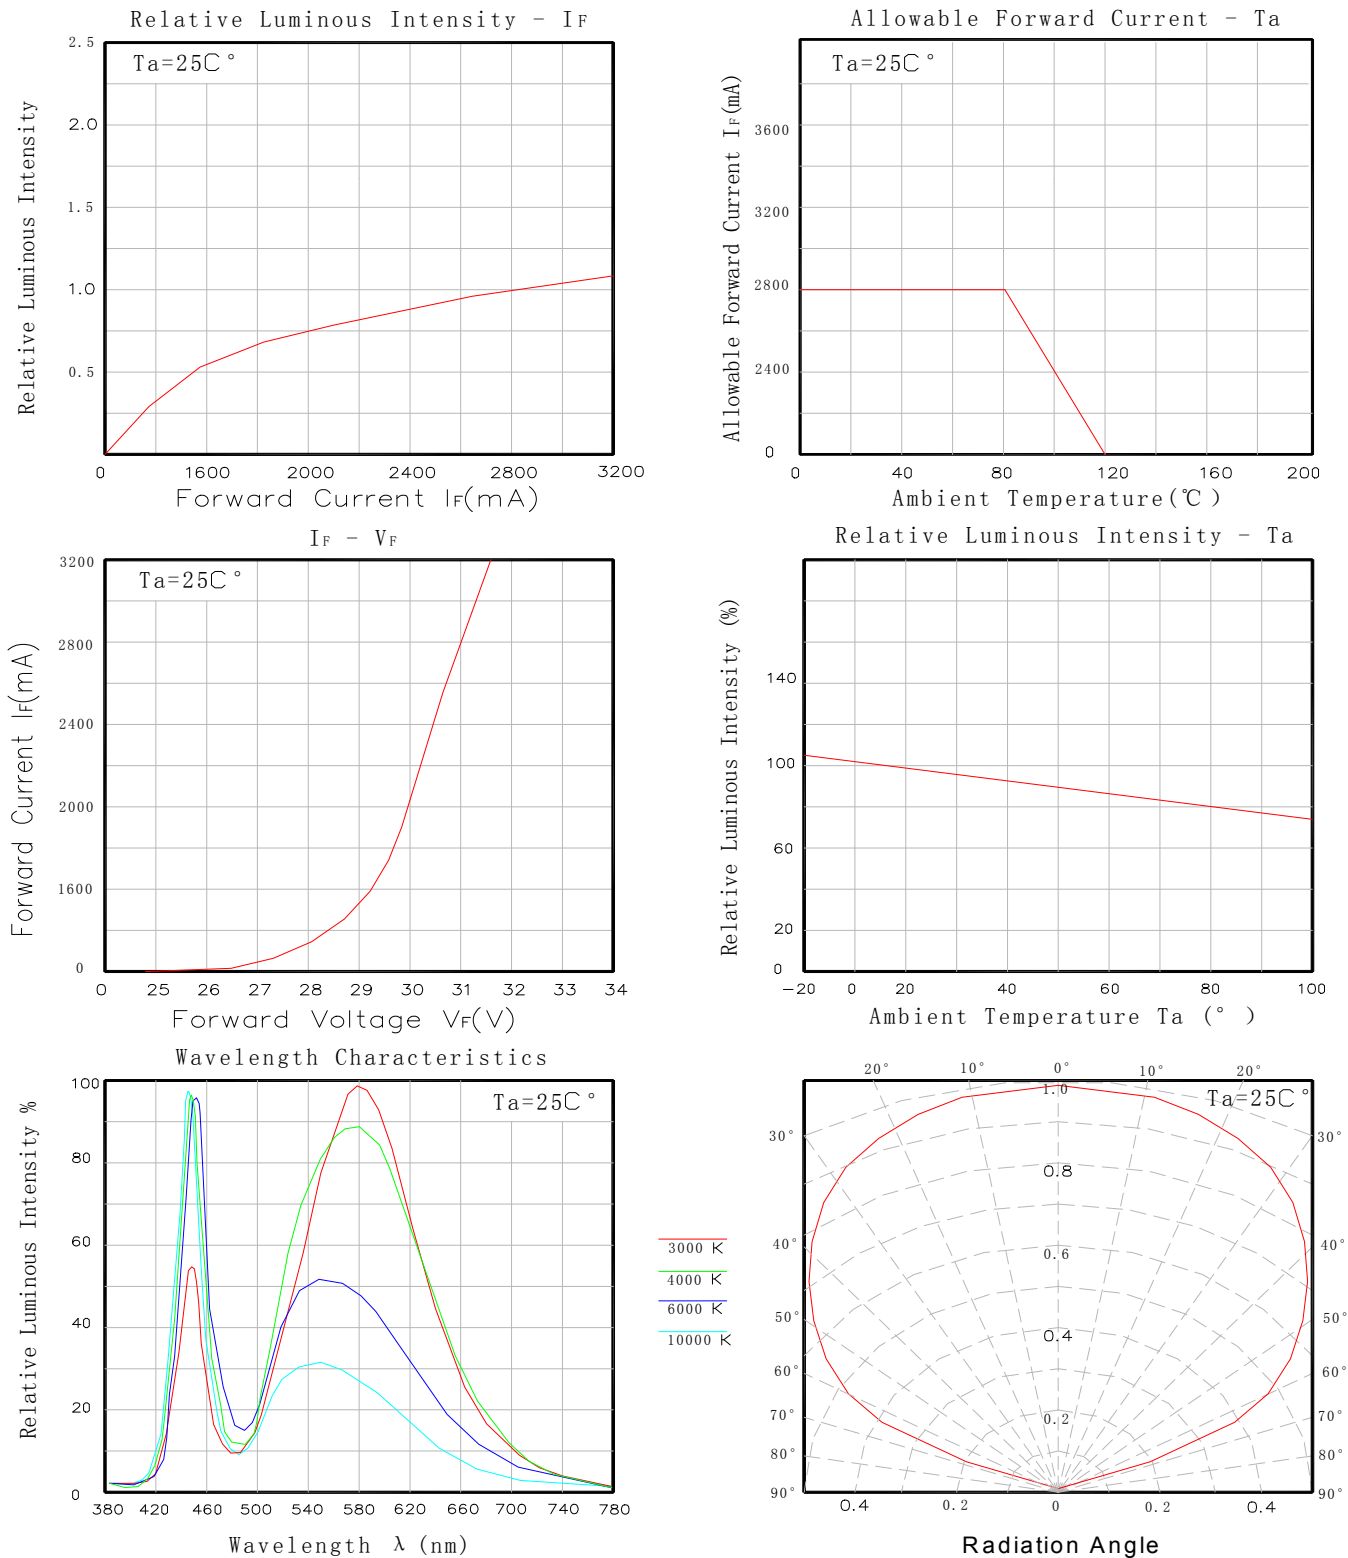 Relative Luminous Intensity - IF
Ta=25C °
Relative Luminous Intensity
2.5
2.0
1.5
1.0
0.5
0 1600 2000 2400 2800 3200
Forward Current IF(mA)
Allowable Forward Current - Ta
Ta=25C °
Allowable Forward Current IF(mA)
3600
3200
2800
2400
0
0 40 80 120 160 200
Ambient Temperature(℃)
IF - VF
Ta=25C °
Forward Current IF(mA)
3200
2800
2400
2000
1600
0
0 25 26 27 28 29 30 31 32 33 34
Forward Voltage VF(V)
Relative Luminous Intensity - Ta
Relative Luminous Intensity (%)
140
100
60
20
0
-20 0 20 40 60 80 100
Ambient Temperature Ta (° )
Wavelength Characteristics
Ta=25C °
Relative Luminous Intensity %
100
80
60
40
20
0
380 420 460 500 540 580 620 660 700 740 780
Wavelength λ (nm)
3000 K
4000 K
6000 K
10000 K
20° 10° 0° 10° 20°
Ta=25C °
1.0
30° 30°
0.8
40° 0.6 40°
50° 0.4 50°
60° 60°
70° 0.2 70°
80° 80°
90° 90°
0.4 0.2 0 0.2 0.4
Radiation Angle